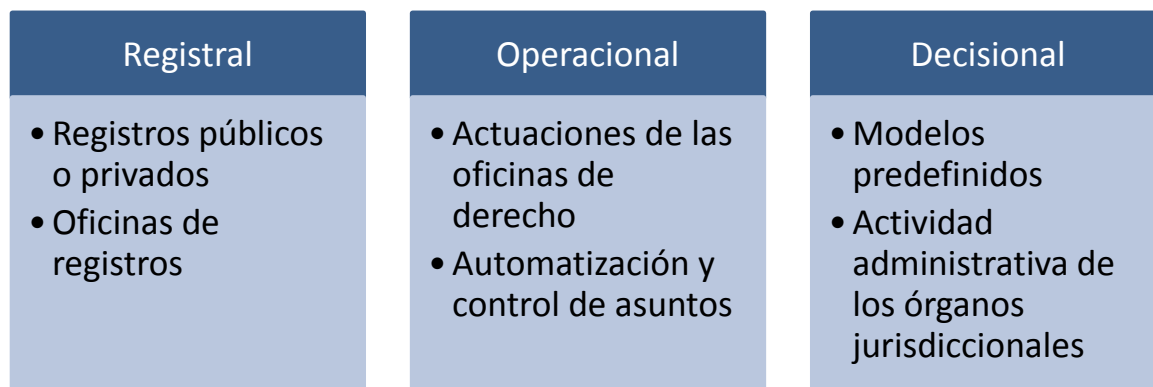 Registral
• Registros públicos
o privados
• Oficinas de
registros
Operacional
• Actuaciones de las
oficinas de
derecho
• Automatización y
control de asuntos
Decisional
• Modelos
predefinidos
• Actividad
administrativa de
los órganos
jurisdiccionales